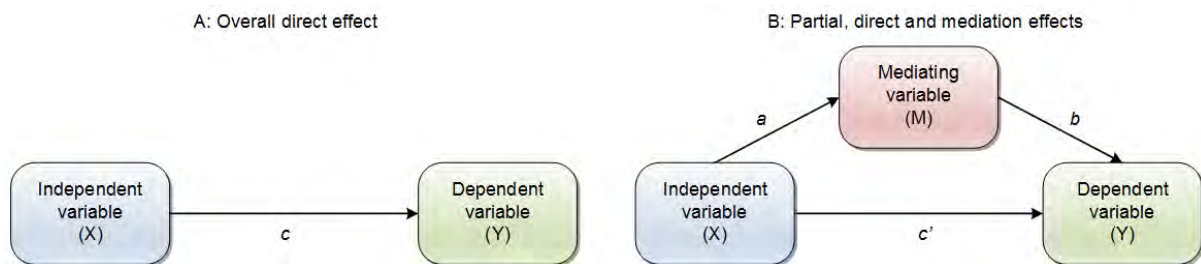 A: Overall direct effect
Independent
variable
(X)
c
Dependent
variable
(Y)
B: Partial, direct and mediation effects
Mediating
variable
(M)
a
b
Independent
variable
(X)
c'
Dependent
variable
(Y)